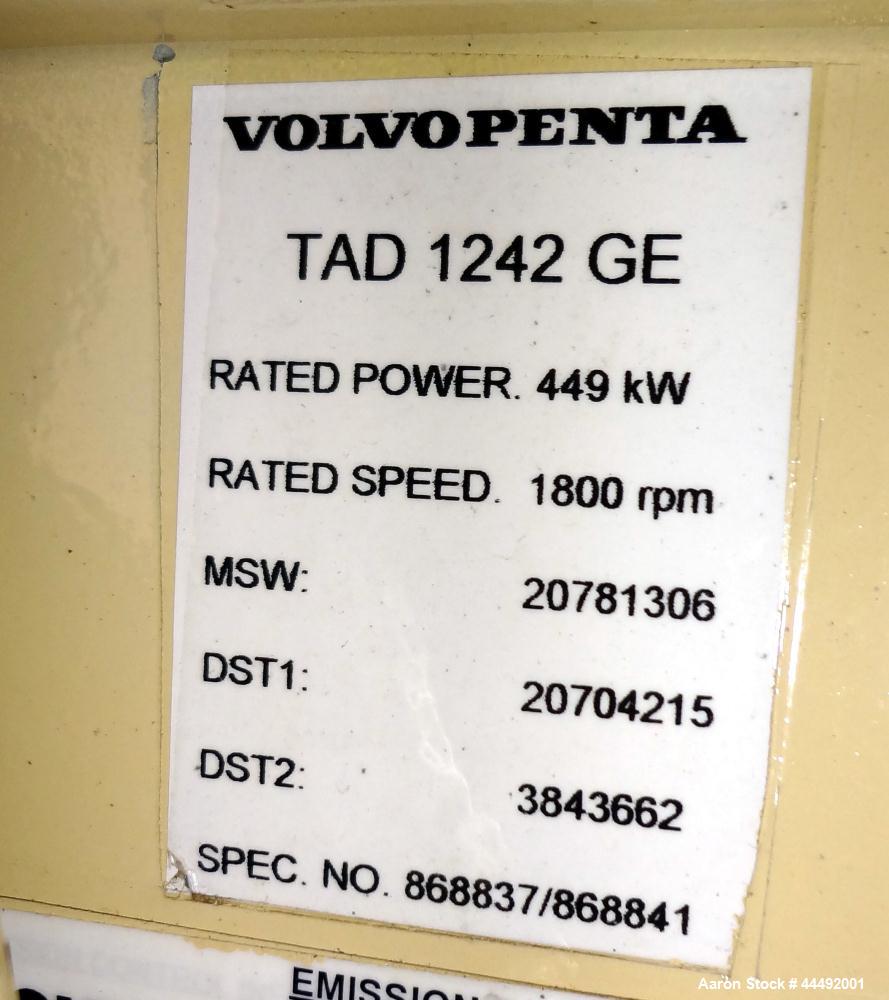 VOLVO PENTA
TAD 1242 GE
RATED POWER. 449 kW
RATED SPEED. 1800 rpm
MSW: 20781306
DST1: 20704215
DST2: 3843662
SPEC. NO. 868837/868841
Aaron Stock # 44492001